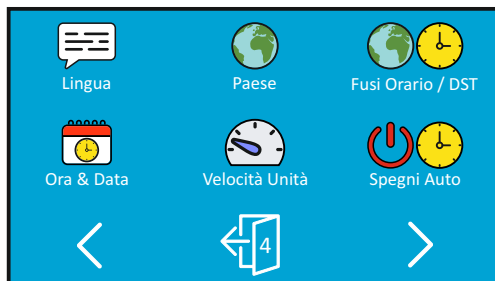 Lingua
Paese
Fusi Orario / DST
Ora & Data
Velocità Unità
Spegni Auto
4